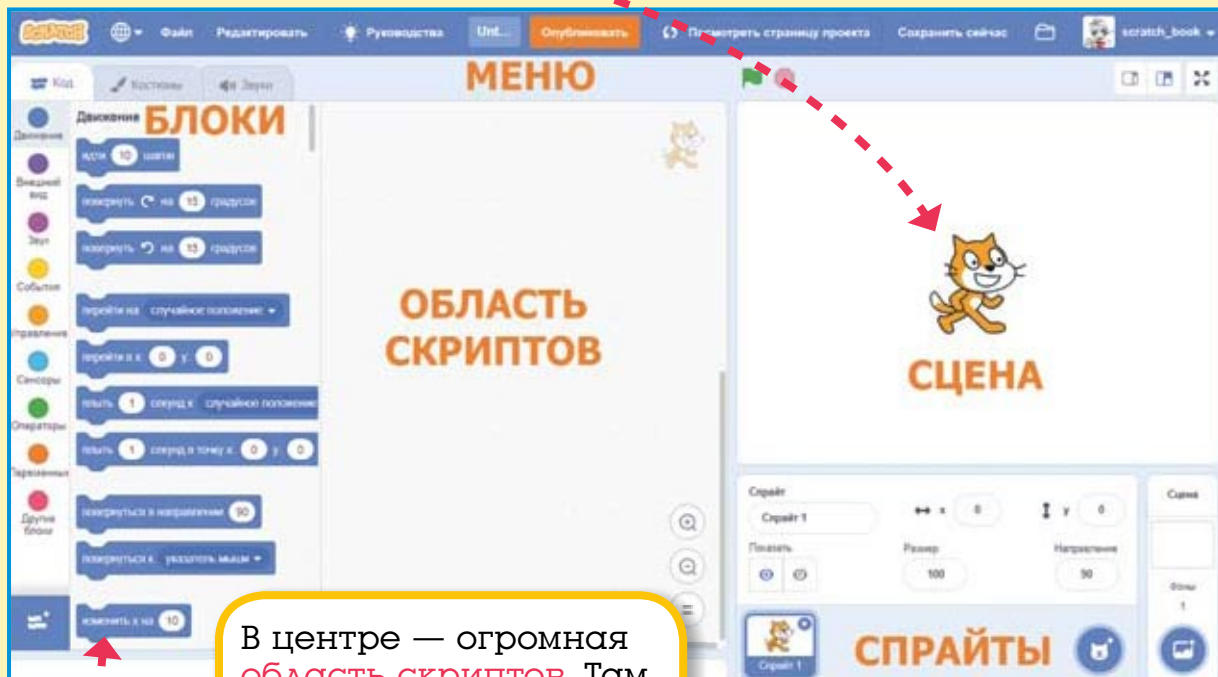 SCRATCH Файл Редактировать Руководства Unt... Опубликовать Посмотреть страницу проекта Сохранить сейчас scratch_book
Код Костюмы Звуки
МЕНЮ
БЛОКИ
Движение
Внешний вид
Звук
События
Управление
Сенсоры
Операторы
Переменные
Другие блоки
Движение
идти 10 шагов
повернуть на 15 градусов
повернуть на 15 градусов
перейти на случайное положение
перейти в x: 0 y: 0
плыть 1 секунд к случайное положение
плыть 1 секунд в точку x: 0 y: 0
повернуться в направлении 90
повернуться к указатель мыши
изменить x на 10
ОБЛАСТЬ
СКРИПТОВ
СЦЕНА
Спрайт
Спрайт 1
x 0 y 0
Показать
Размер 100
Направление 90
Спрайт 1
СПРАЙТЫ
Сцена
Фоны
1
В центре — огромная
область скриптов. Там